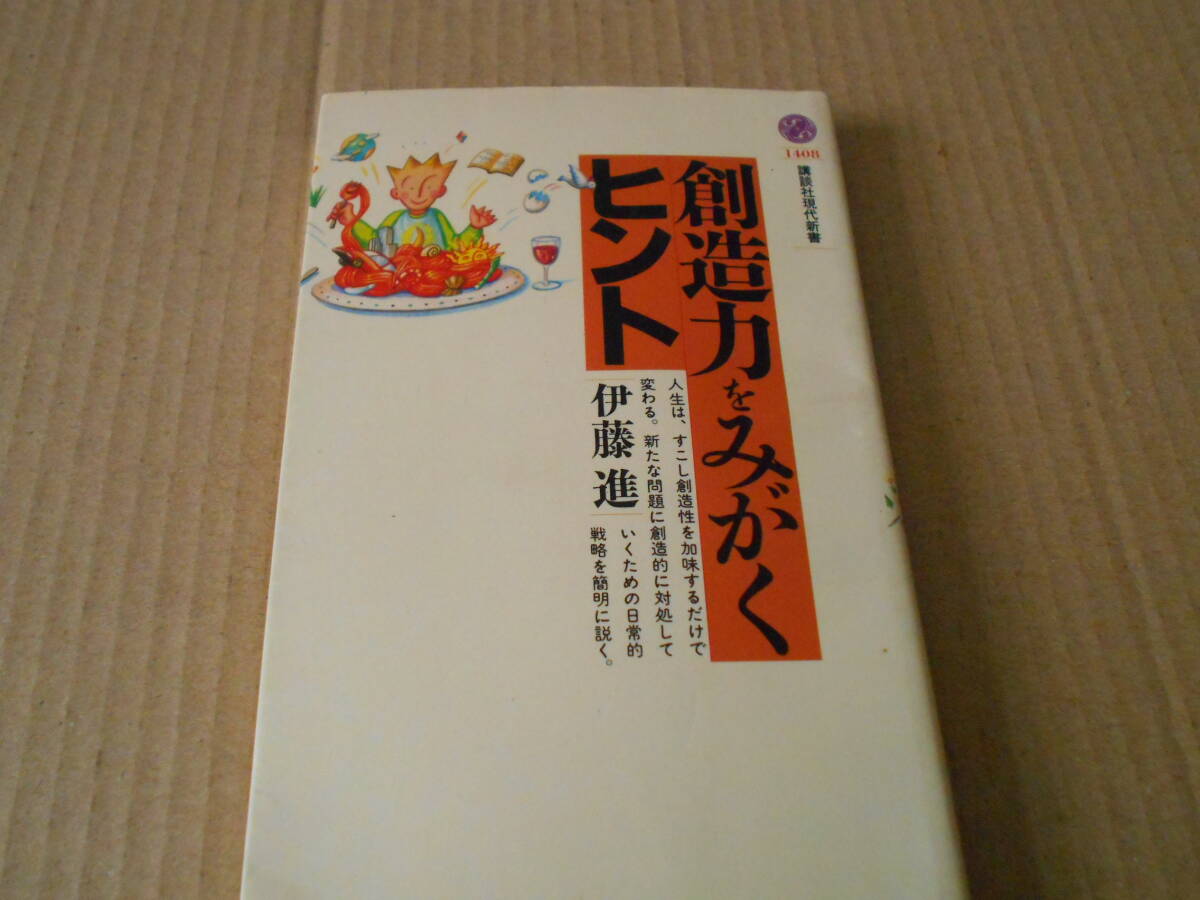 1408
講談社現代新書
創造力をみがく
ヒント
人生は、すこし創造性を加味するだけで
変わる。新たな問題に創造的に対処して
いくための日常的
戦略を簡明に説く。
伊藤進